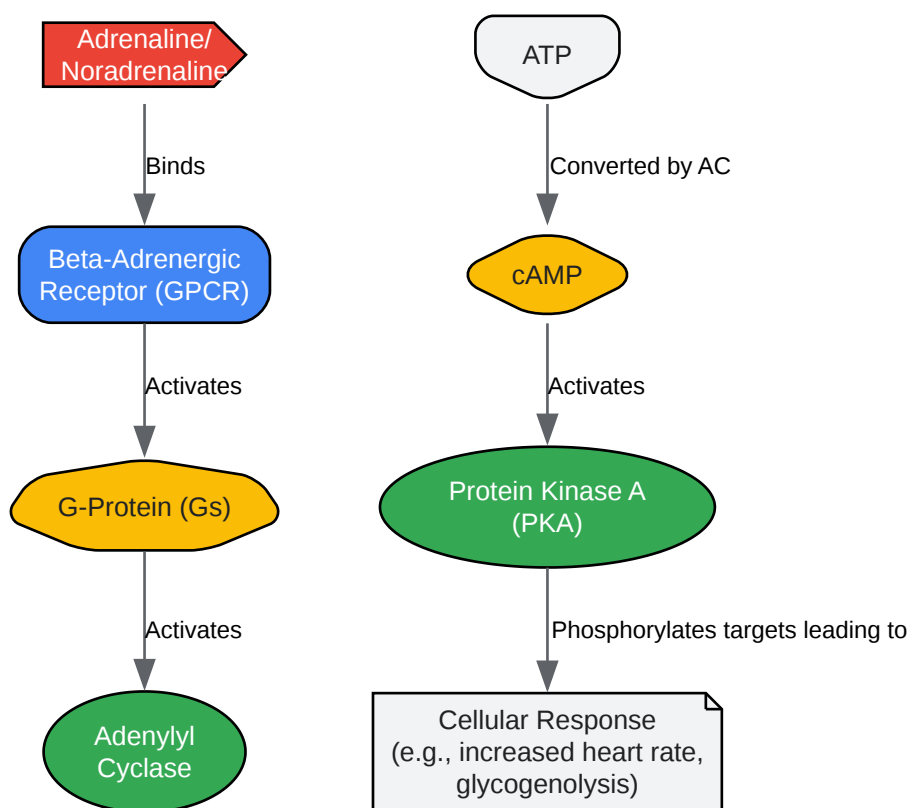 Adrenaline/
Noradrenaline
Binds
Beta-Adrenergic
Receptor (GPCR)
Activates
G-Protein (Gs)
Activates
Adenylyl
Cyclase
ATP
Converted by AC
cAMP
Activates
Protein Kinase A
(PKA)
Phosphorylates targets leading to
Cellular Response
(e.g., increased heart rate,
glycogenolysis)